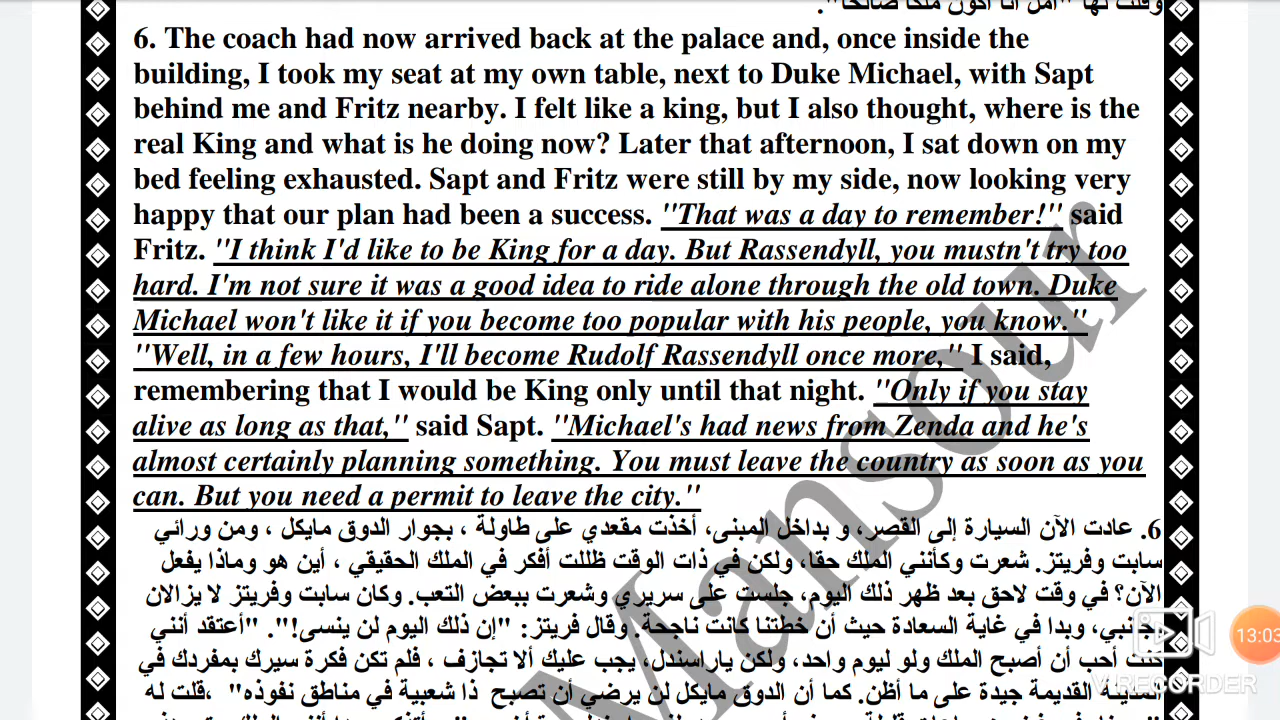 وقلت لها "آمل أنا أكون ملكا صالحا".
6. The coach had now arrived back at the palace and, once inside the
building, I took my seat at my own table, next to Duke Michael, with Sapt
behind me and Fritz nearby. I felt like a king, but I also thought, where is the
real King and what is he doing now? Later that afternoon, I sat down on my
bed feeling exhausted. Sapt and Fritz were still by my side, now looking very
happy that our plan had been a success. "That was a day to remember!" said
Fritz. "I think I'd like to be King for a day. But Rassendyll, you mustn't try too
hard. I'm not sure it was a good idea to ride alone through the old town. Duke
Michael won't like it if you become too popular with his people, you know."
"Well, in a few hours, I'll become Rudolf Rassendyll once more," I said,
remembering that I would be King only until that night. "Only if you stay
alive as long as that," said Sapt. "Michael's had news from Zenda and he's
almost certainly planning something. You must leave the country as soon as you
can. But you need a permit to leave the city."
6. عادت الآن السيارة إلى القصر، و بداخل المبنى، أخذت مقعدي على طاولة ، بجوار الدوق مايكل ، ومن ورائي
سابت وفريتز. شعرت وكأنني الملك حقا، ولكن في ذات الوقت ظللت أفكر في الملك الحقيقي ، أين هو وماذا يفعل
الآن؟ في وقت لاحق بعد ظهر ذلك اليوم، جلست على سريري وشعرت ببعض التعب. وكان سابت وفريتز لا يزالان
بجنبي، وبدا في غاية السعادة حيث أن خطتنا كانت ناجحة. وقال فريتز: "إن ذلك اليوم لن ينسى!". "أعتقد أنني
كنت أحب أن أصبح الملك ولو ليوم واحد، ولكن ياراسندل، يجب عليك ألا تجازف ، فلم تكن فكرة سيرك بمفردك في
المدينة القديمة جيدة على ما أظن. كما أن الدوق مايكل لن يرضي أن تصبح ذا شعبية في مناطق نفوذه" ،قلت له
Mansour
13:03
VIRECORDER